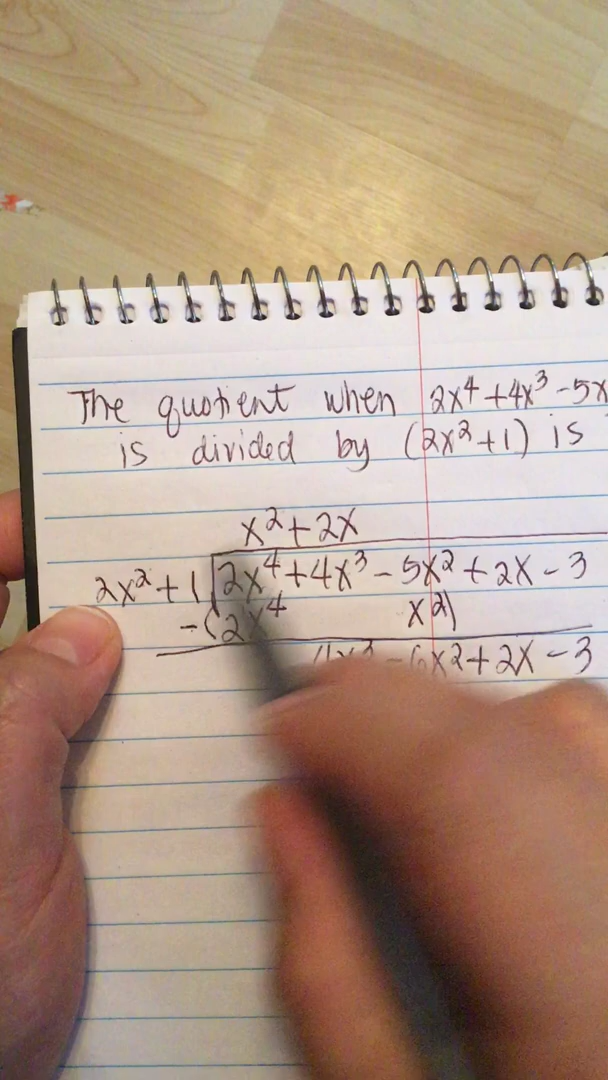 The quotient when 2x⁴ + 4x³ - 5x
is divided by (2x² + 1) is
x² + 2x
2x² + 1 2x⁴ + 4x³ - 5x² + 2x - 3
-(2x⁴ x²)
4x³ - 6x² + 2x - 3